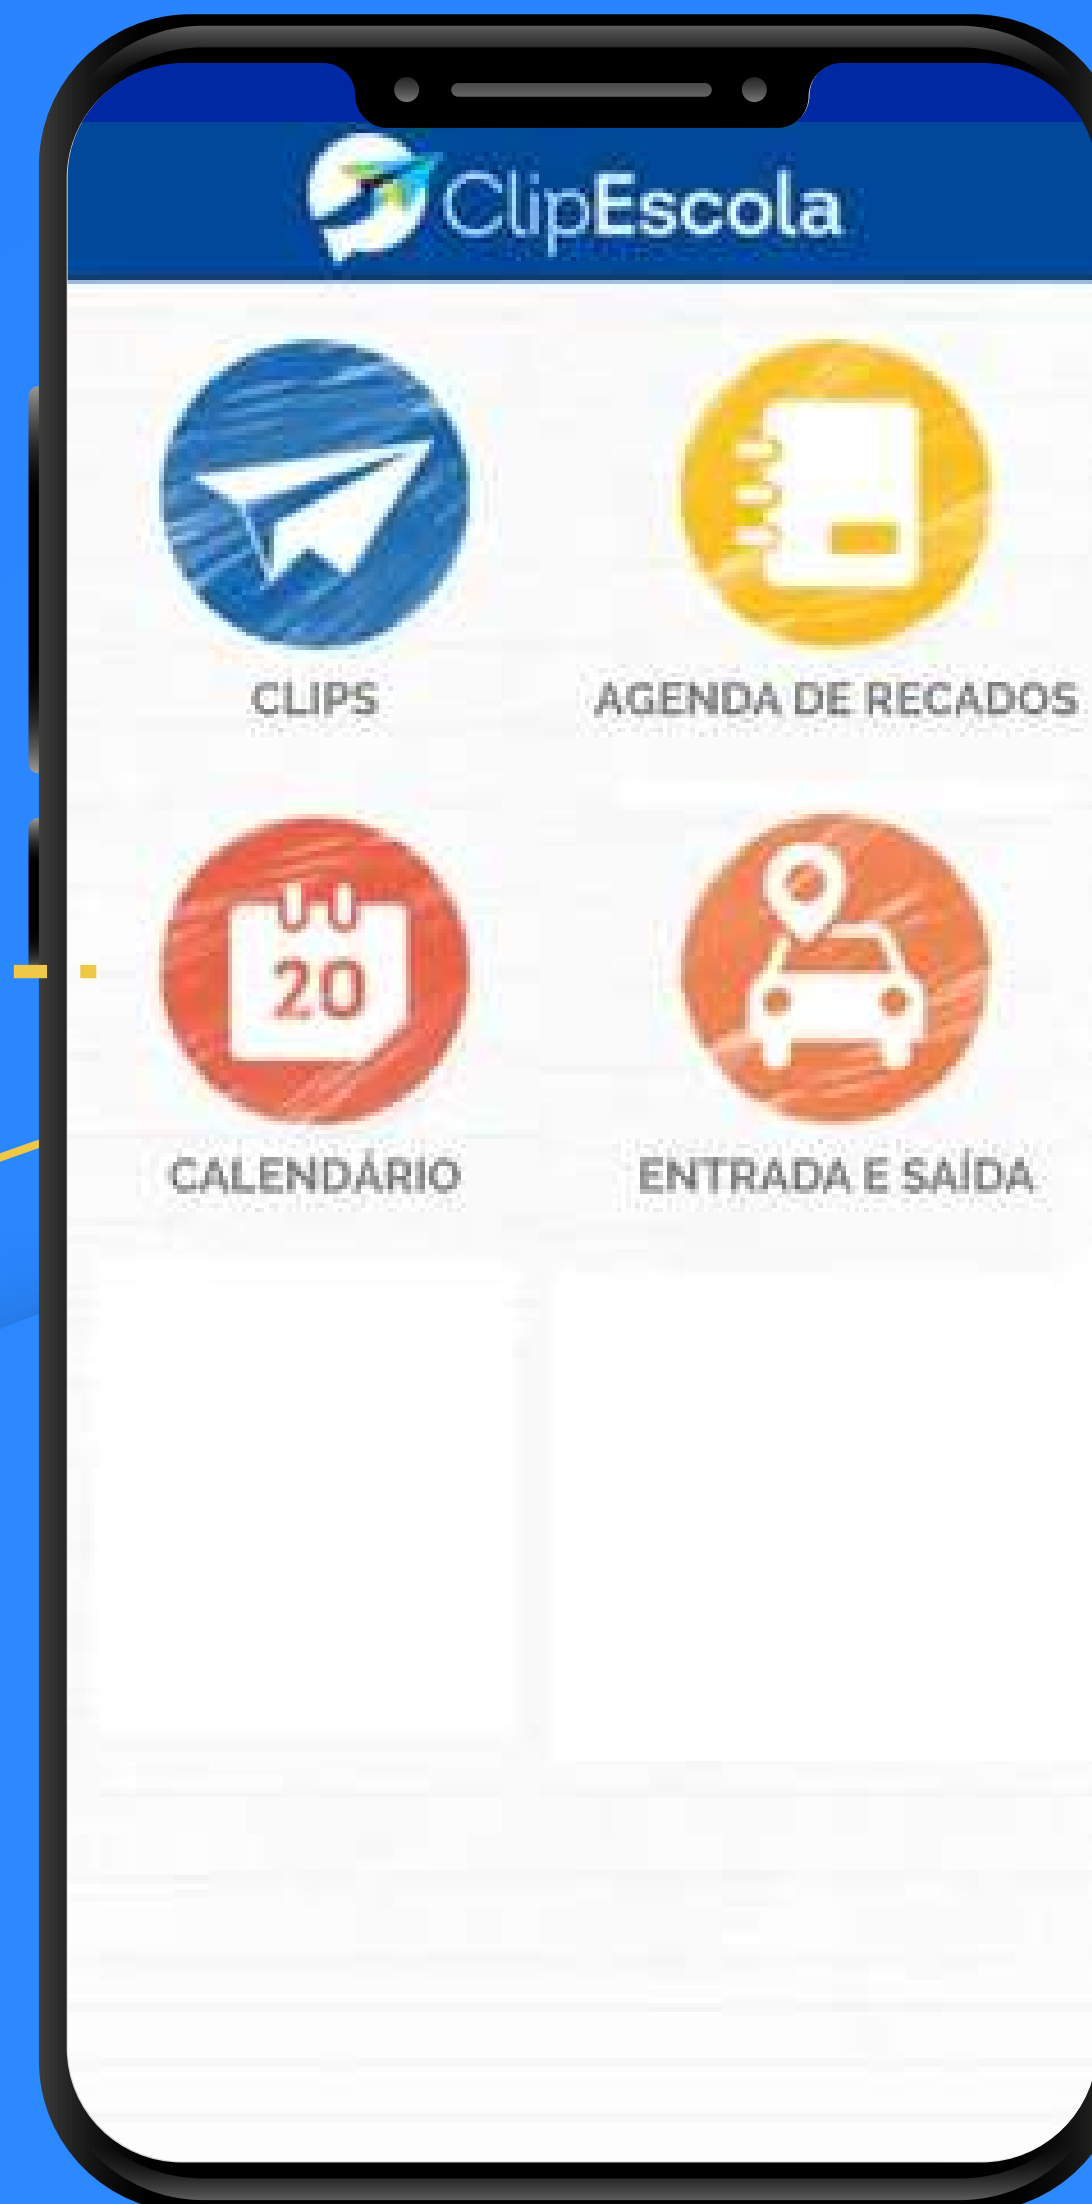 ClipEscola
CLIPS
AGENDA DE RECADOS
20
CALENDÁRIO
ENTRADA E SAÍDA